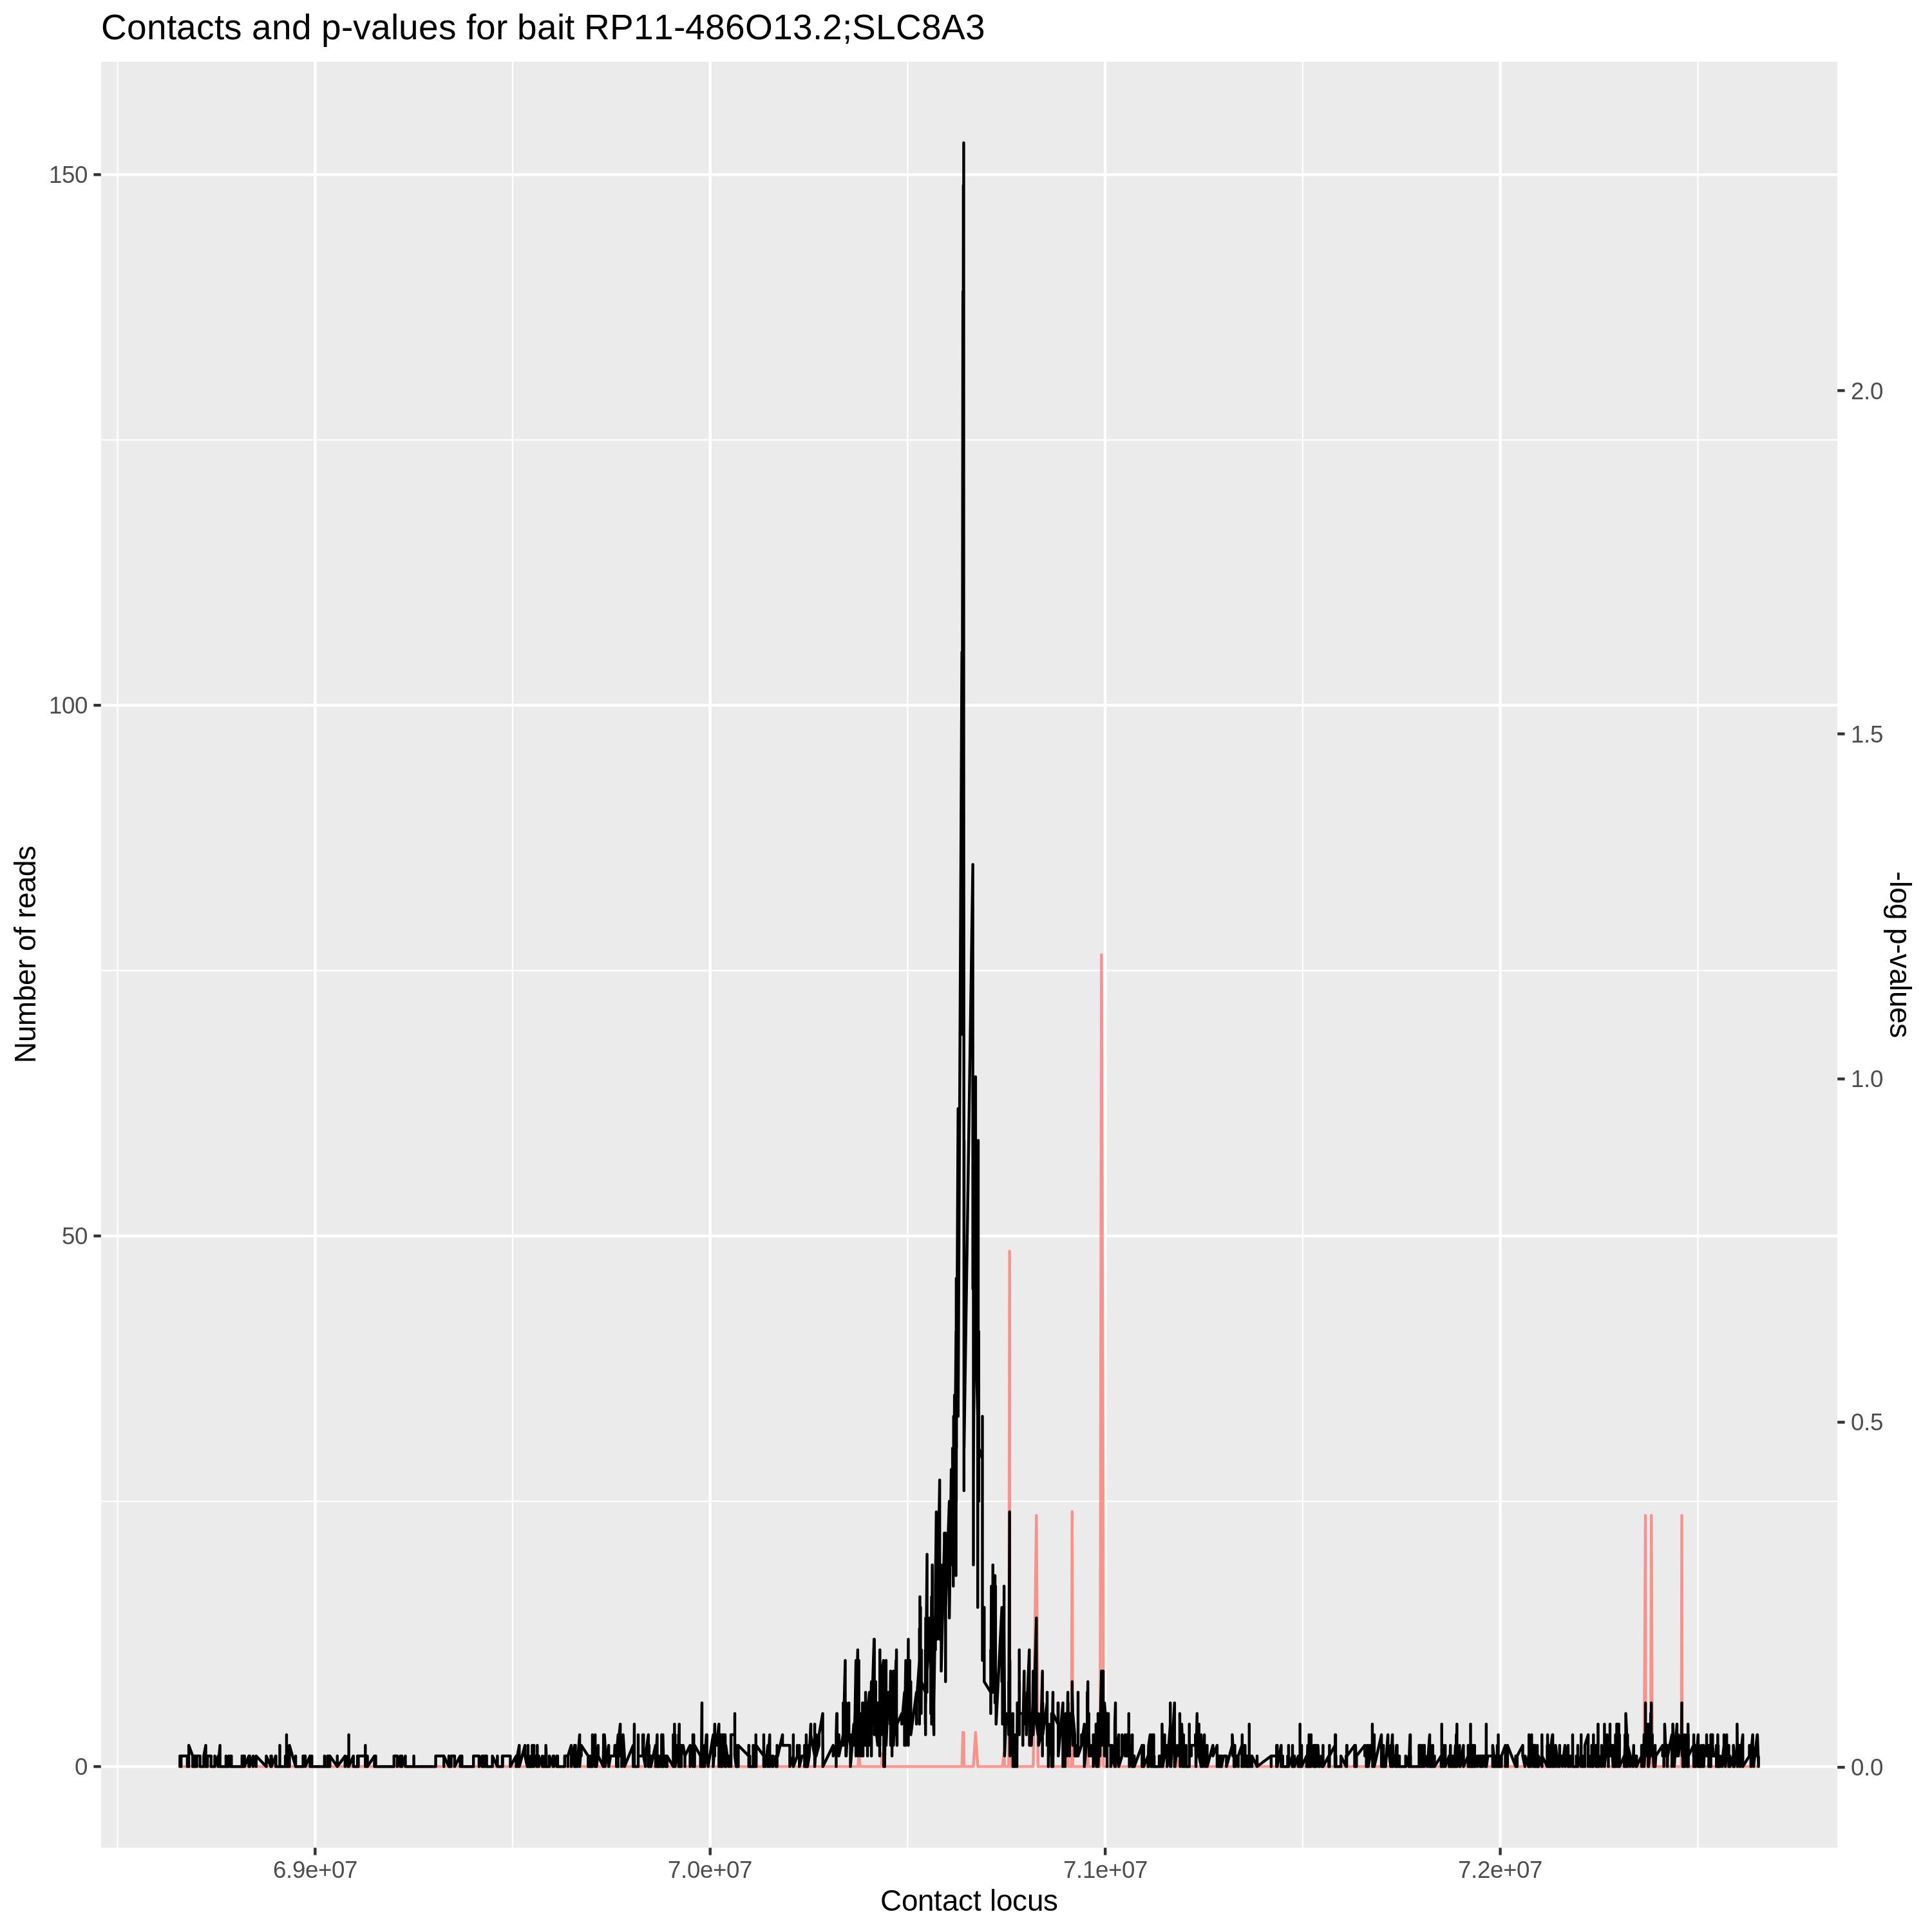 Contacts and p-values for bait RP11-486O13.2;SLC8A3
150
100
50
0
Number of reads
2.0
1.5
1.0
0.5
0.0
-log p-values
6.9e+07
7.0e+07
7.1e+07
7.2e+07
Contact locus